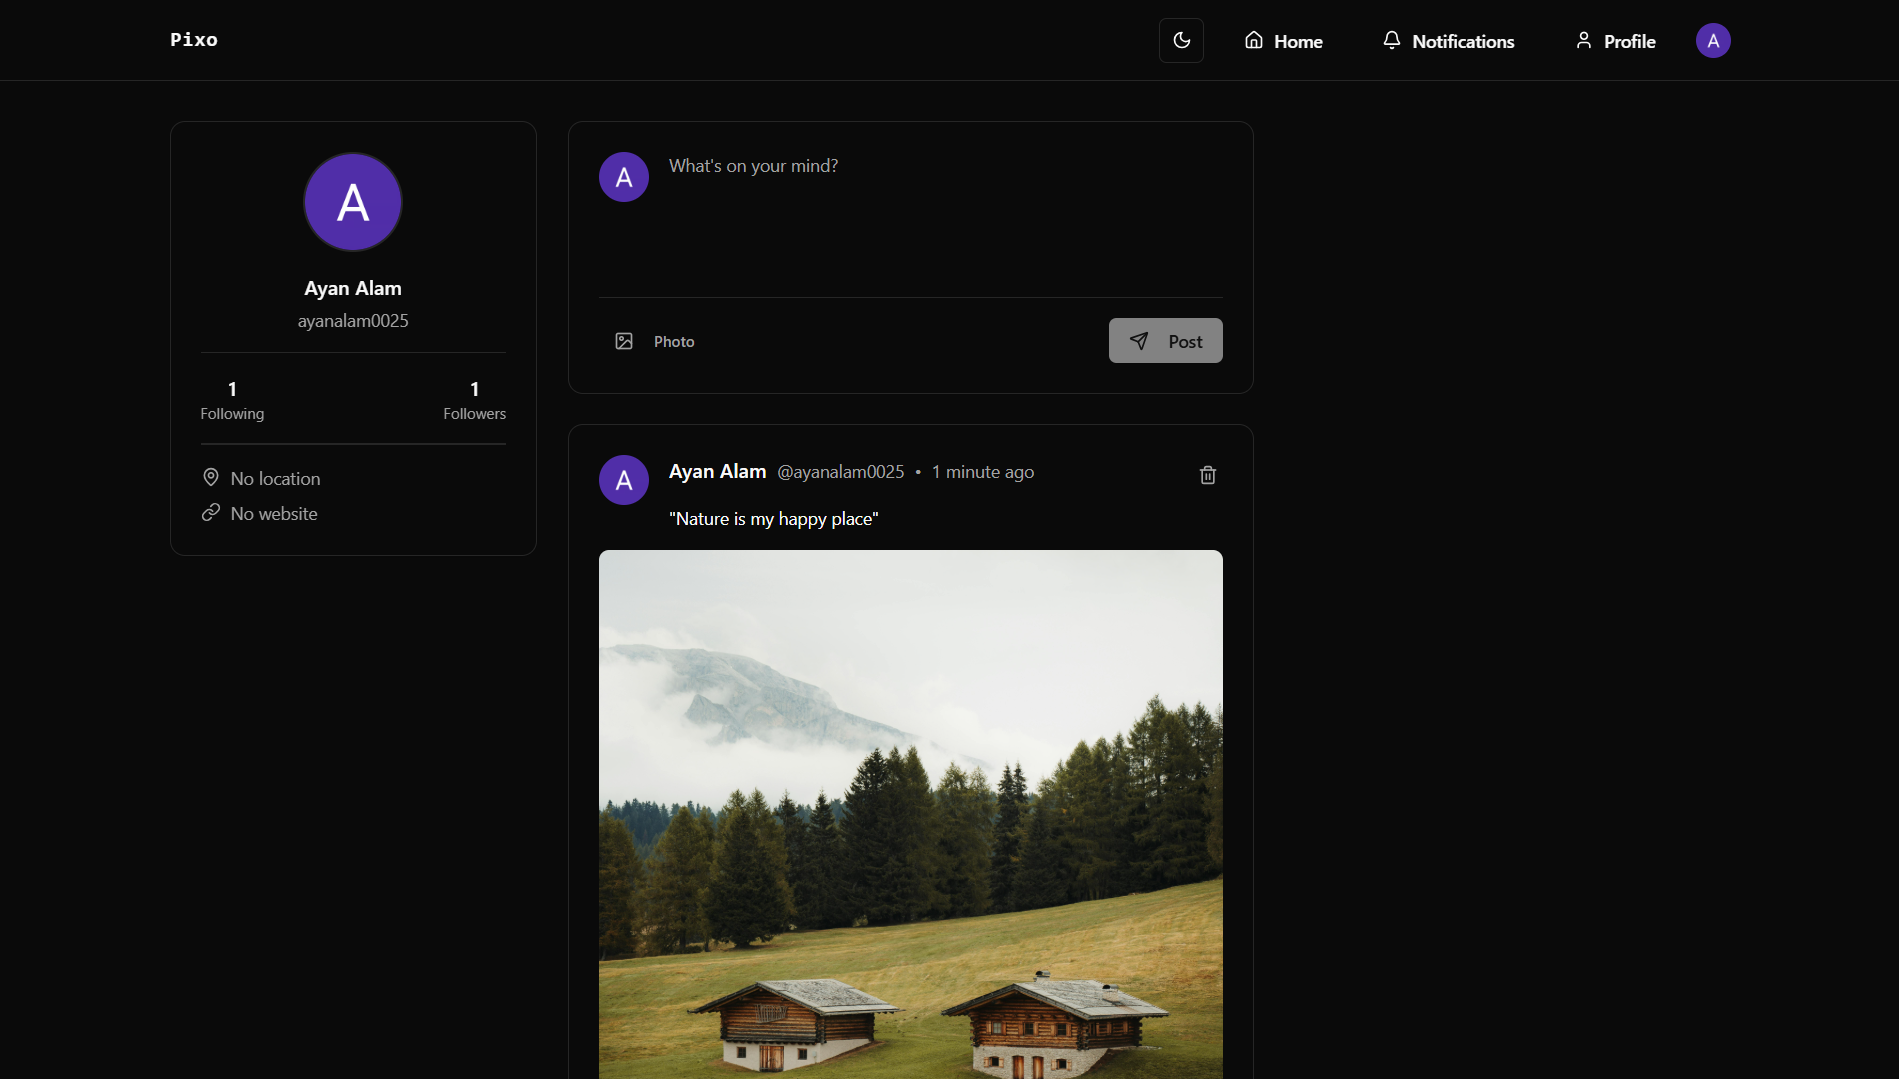 Pixo
Home
Notifications
Profile
A
A
Ayan Alam
ayanalam0025
1
Following
1
Followers
No location
No website
A
What's on your mind?
Photo
Post
A
Ayan Alam @ayanalam0025 • 1 minute ago
"Nature is my happy place"